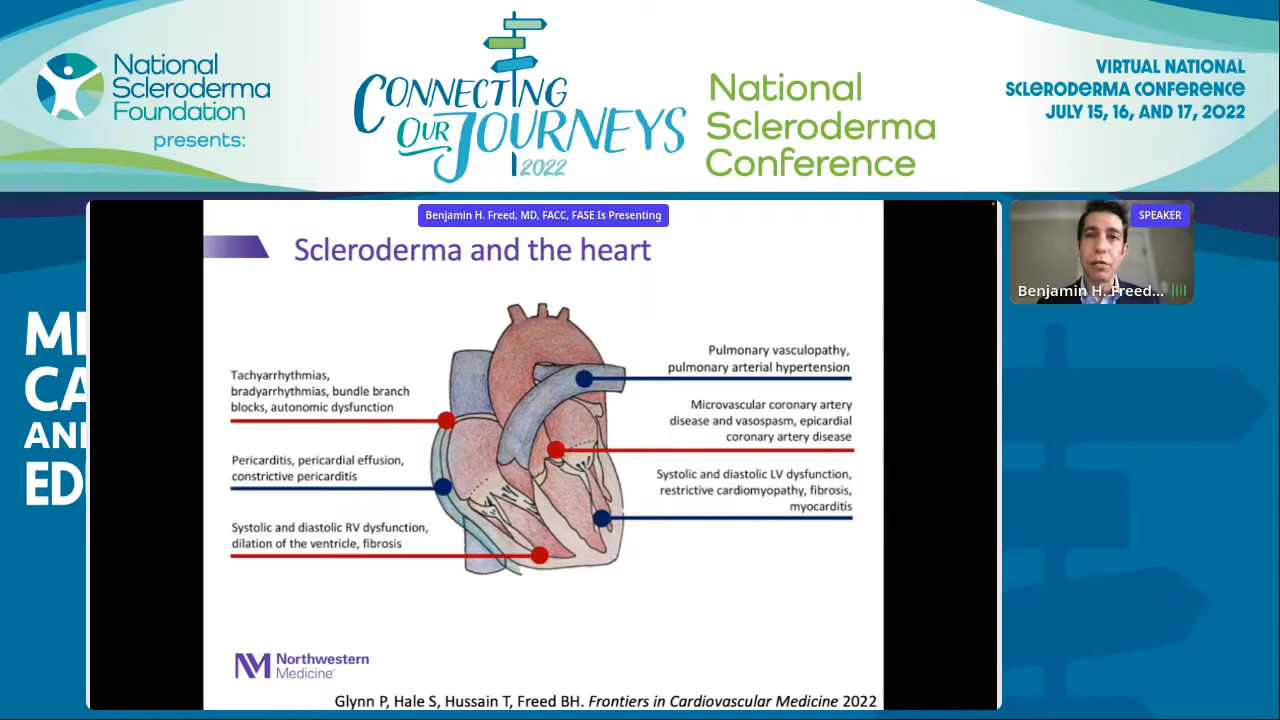 National
Scleroderma
Foundation
presents:
CONNECTING
OUR JOURNEYS
2022
National
Scleroderma
Conference
VIRTUAL NATIONAL
SCLERODERMA CONFERENCE
JULY 15, 16, AND 17, 2022
Benjamin H. Freed, MD, FACC, FASE Is Presenting
SPEAKER
Benjamin H. Freed...
Scleroderma and the heart
Tachyarrhythmias,
bradyarrhythmias, bundle branch
blocks, autonomic dysfunction
Pericarditis, pericardial effusion,
constrictive pericarditis
Systolic and diastolic RV dysfunction,
dilation of the ventricle, fibrosis
Pulmonary vasculopathy,
pulmonary arterial hypertension
Microvascular coronary artery
disease and vasospasm, epicardial
coronary artery disease
Systolic and diastolic LV dysfunction,
restrictive cardiomyopathy, fibrosis,
myocarditis
NM Northwestern
Medicine®
Glynn P, Hale S, Hussain T, Freed BH. Frontiers in Cardiovascular Medicine 2022
CA
AN
ED